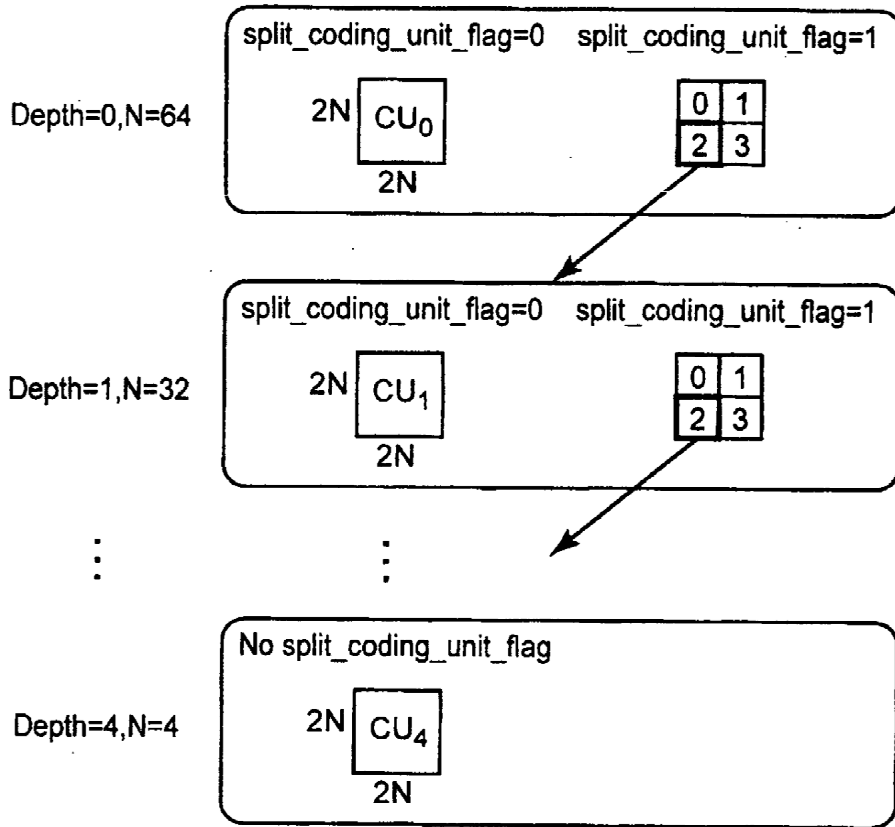 split_coding_unit_flag=0 split_coding_unit_flag=1
Depth=0,N=64
2N CU0
2N
0 1
2 3
split_coding_unit_flag=0 split_coding_unit_flag=1
Depth=1,N=32
2N CU1
2N
0 1
2 3
No split_coding_unit_flag
Depth=4,N=4
2N CU4
2N